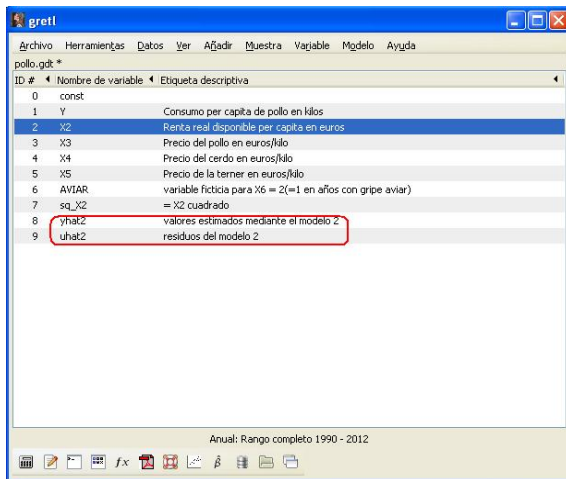 gretl
Archivo Herramientas Datos Ver Añadir Muestra Variable Modelo Ayuda
pollo.gdt *
ID # Nombre de variable Etiqueta descriptiva
0 const
1 Y Consumo per capita de pollo en kilos
2 X2 Renta real disponible per capita en euros
3 X3 Precio del pollo en euros/kilo
4 X4 Precio del cerdo en euros/kilo
5 X5 Precio de la terner en euros/kilo
6 AVIAR variable ficticia para X6 = 2(=1 en años con gripe aviar)
7 sq_X2 = X2 cuadrado
8 yhat2 valores estimados mediante el modelo 2
9 uhat2 residuos del modelo 2
Anual: Rango completo 1990 - 2012
fx β̂